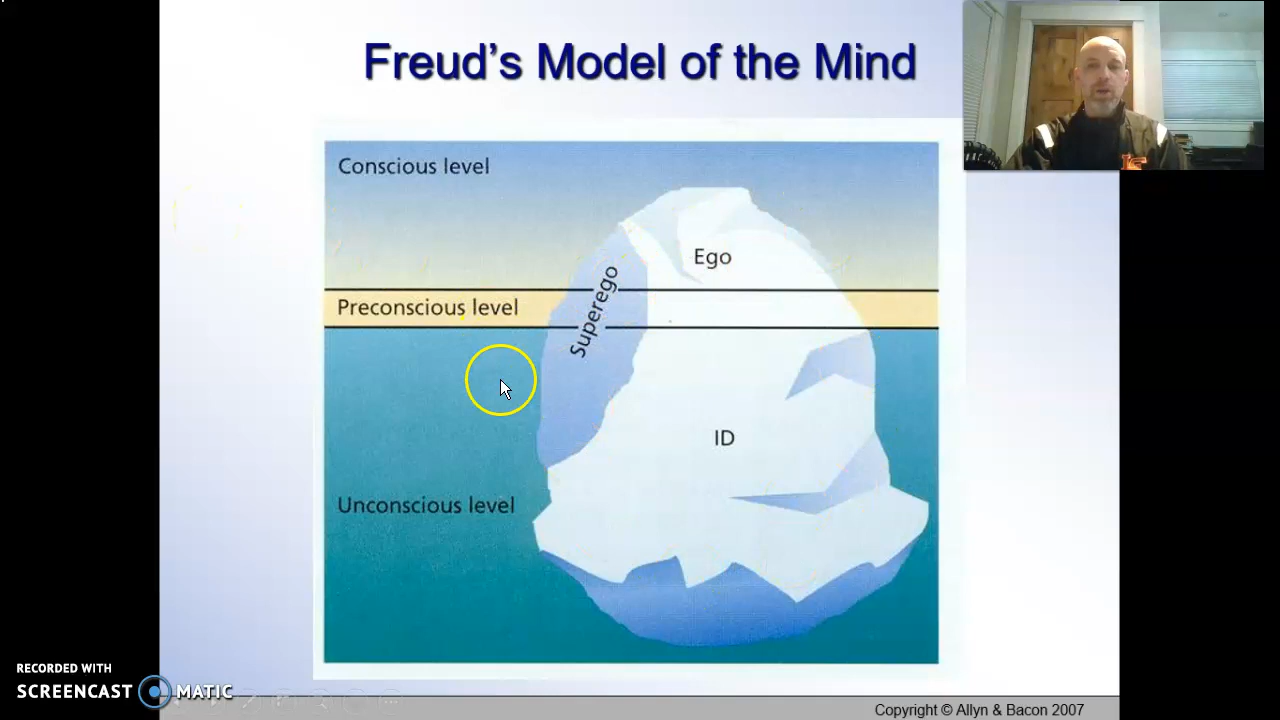 Freud's Model of the Mind
Conscious level
Ego
Preconscious level
Superego
ID
Unconscious level
RECORDED WITH
SCREENCAST MATIC
Copyright © Allyn & Bacon 2007